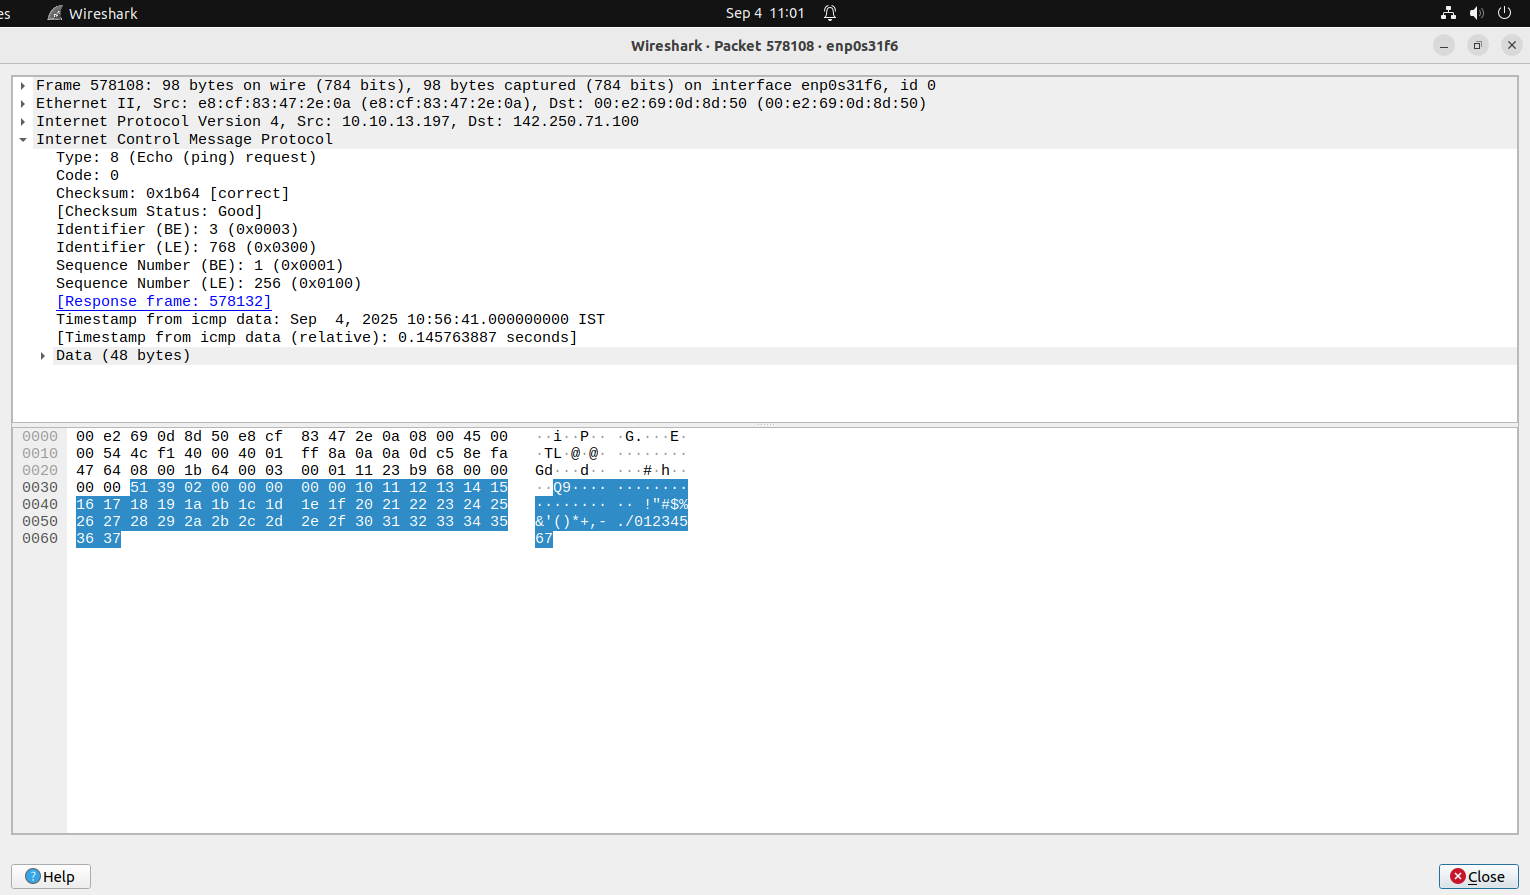 es Wireshark Sep 4 11:01
Wireshark · Packet 578108 · enp0s31f6
Frame 578108: 98 bytes on wire (784 bits), 98 bytes captured (784 bits) on interface enp0s31f6, id 0
Ethernet II, Src: e8:cf:83:47:2e:0a (e8:cf:83:47:2e:0a), Dst: 00:e2:69:0d:8d:50 (00:e2:69:0d:8d:50)
Internet Protocol Version 4, Src: 10.10.13.197, Dst: 142.250.71.100
Internet Control Message Protocol
Type: 8 (Echo (ping) request)
Code: 0
Checksum: 0x1b64 [correct]
[Checksum Status: Good]
Identifier (BE): 3 (0x0003)
Identifier (LE): 768 (0x0300)
Sequence Number (BE): 1 (0x0001)
Sequence Number (LE): 256 (0x0100)
[Response frame: 578132]
Timestamp from icmp data: Sep  4, 2025 10:56:41.000000000 IST
[Timestamp from icmp data (relative): 0.145763887 seconds]
Data (48 bytes)
0000 00 e2 69 0d 8d 50 e8 cf  83 47 2e 0a 08 00 45 00 ··i··P·· ·G.···E·
0010 00 54 4c f1 40 00 40 01  ff 8a 0a 0a 0d c5 8e fa ·TL·@·@· ········
0020 47 64 08 00 1b 64 00 03  00 01 11 23 b9 68 00 00 Gd···d·· ···#·h··
0030 00 00 51 39 02 00 00 00  00 00 10 11 12 13 14 15 ··Q9···· ········
0040 16 17 18 19 1a 1b 1c 1d  1e 1f 20 21 22 23 24 25 ········ ·· !"#$%
0050 26 27 28 29 2a 2b 2c 2d  2e 2f 30 31 32 33 34 35 &'()*+,- ./012345
0060 36 37 67
Help Close